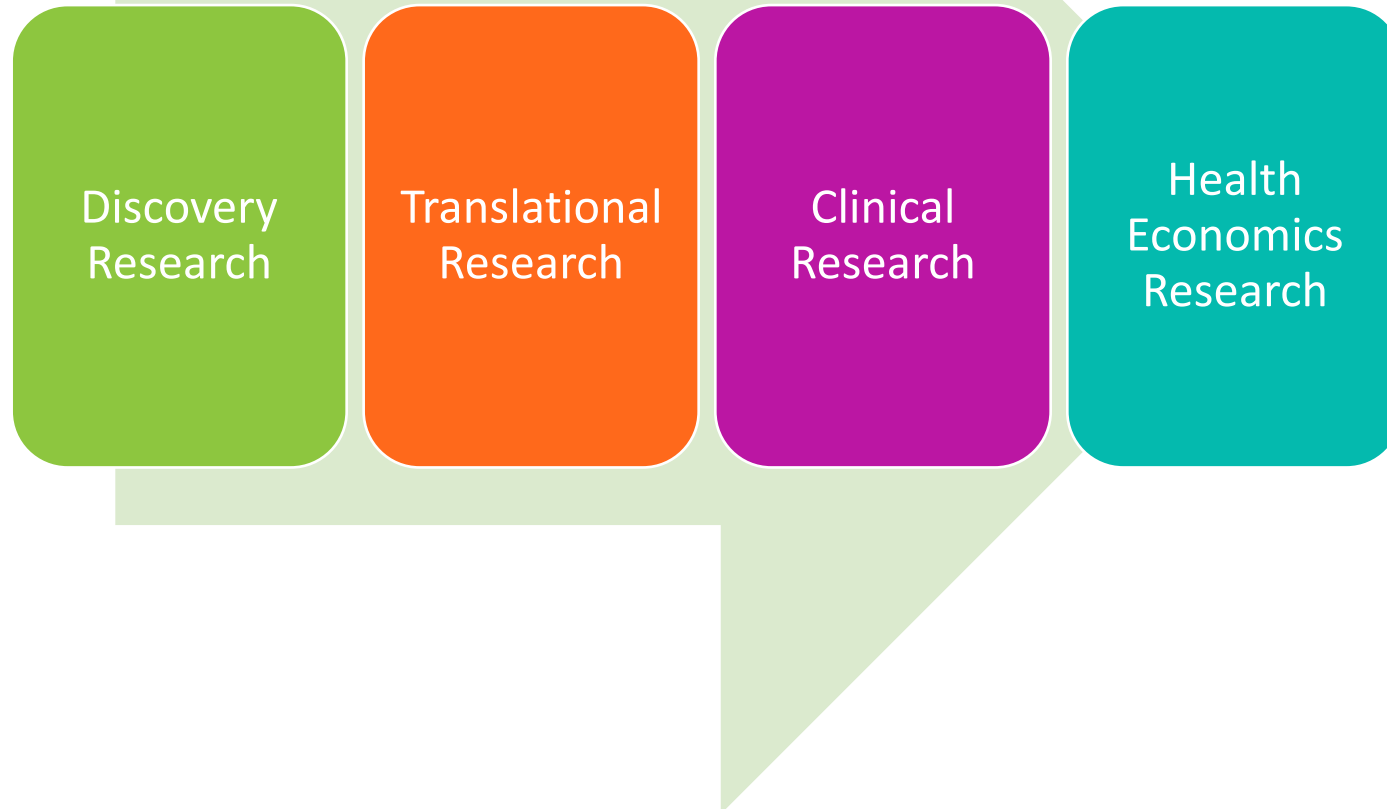 Discovery
Research
Translational
Research
Clinical
Research
Health
Economics
Research